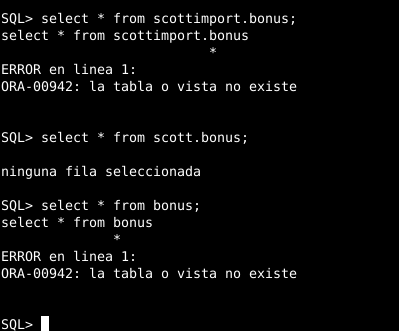 SQL> select * from scottimport.bonus;
select * from scottimport.bonus
*
ERROR en linea 1:
ORA-00942: la tabla o vista no existe
SQL> select * from scott.bonus;
ninguna fila seleccionada
SQL> select * from bonus;
select * from bonus
*
ERROR en linea 1:
ORA-00942: la tabla o vista no existe
SQL>